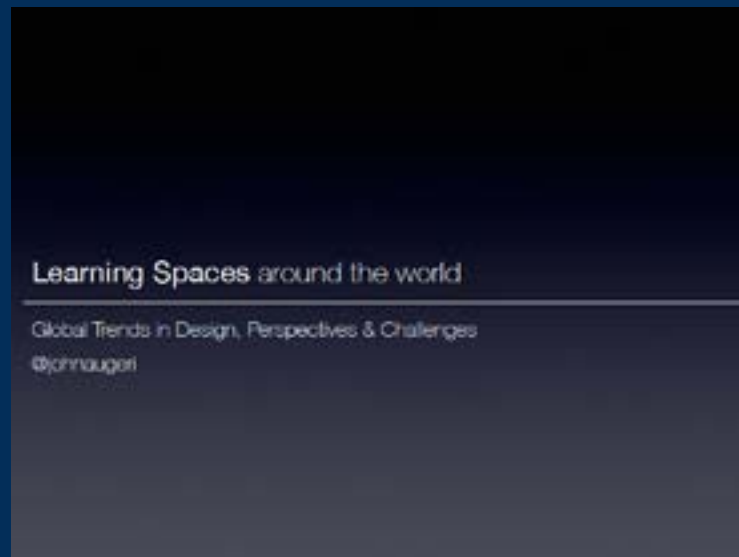 Learning Spaces around the world
Global Trends in Design, Perspectives & Challenges
@johnaugeri